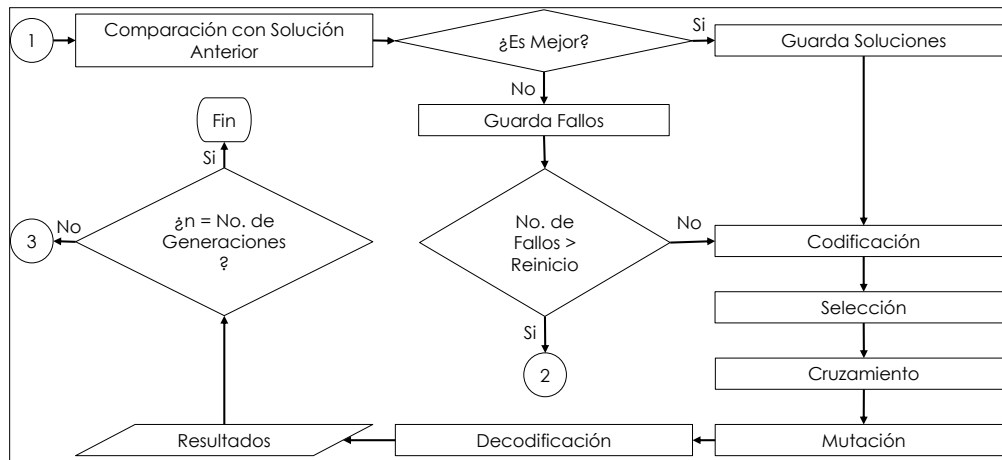 1
Comparación con Solución
Anterior
¿Es Mejor?
Si
Guarda Soluciones
No
Guarda Fallos
Fin
Si
¿n = No. de
Generaciones
?
No
3
No. de
Fallos >
Reinicio
No
Si
2
Codificación
Selección
Cruzamiento
Mutación
Decodificación
Resultados